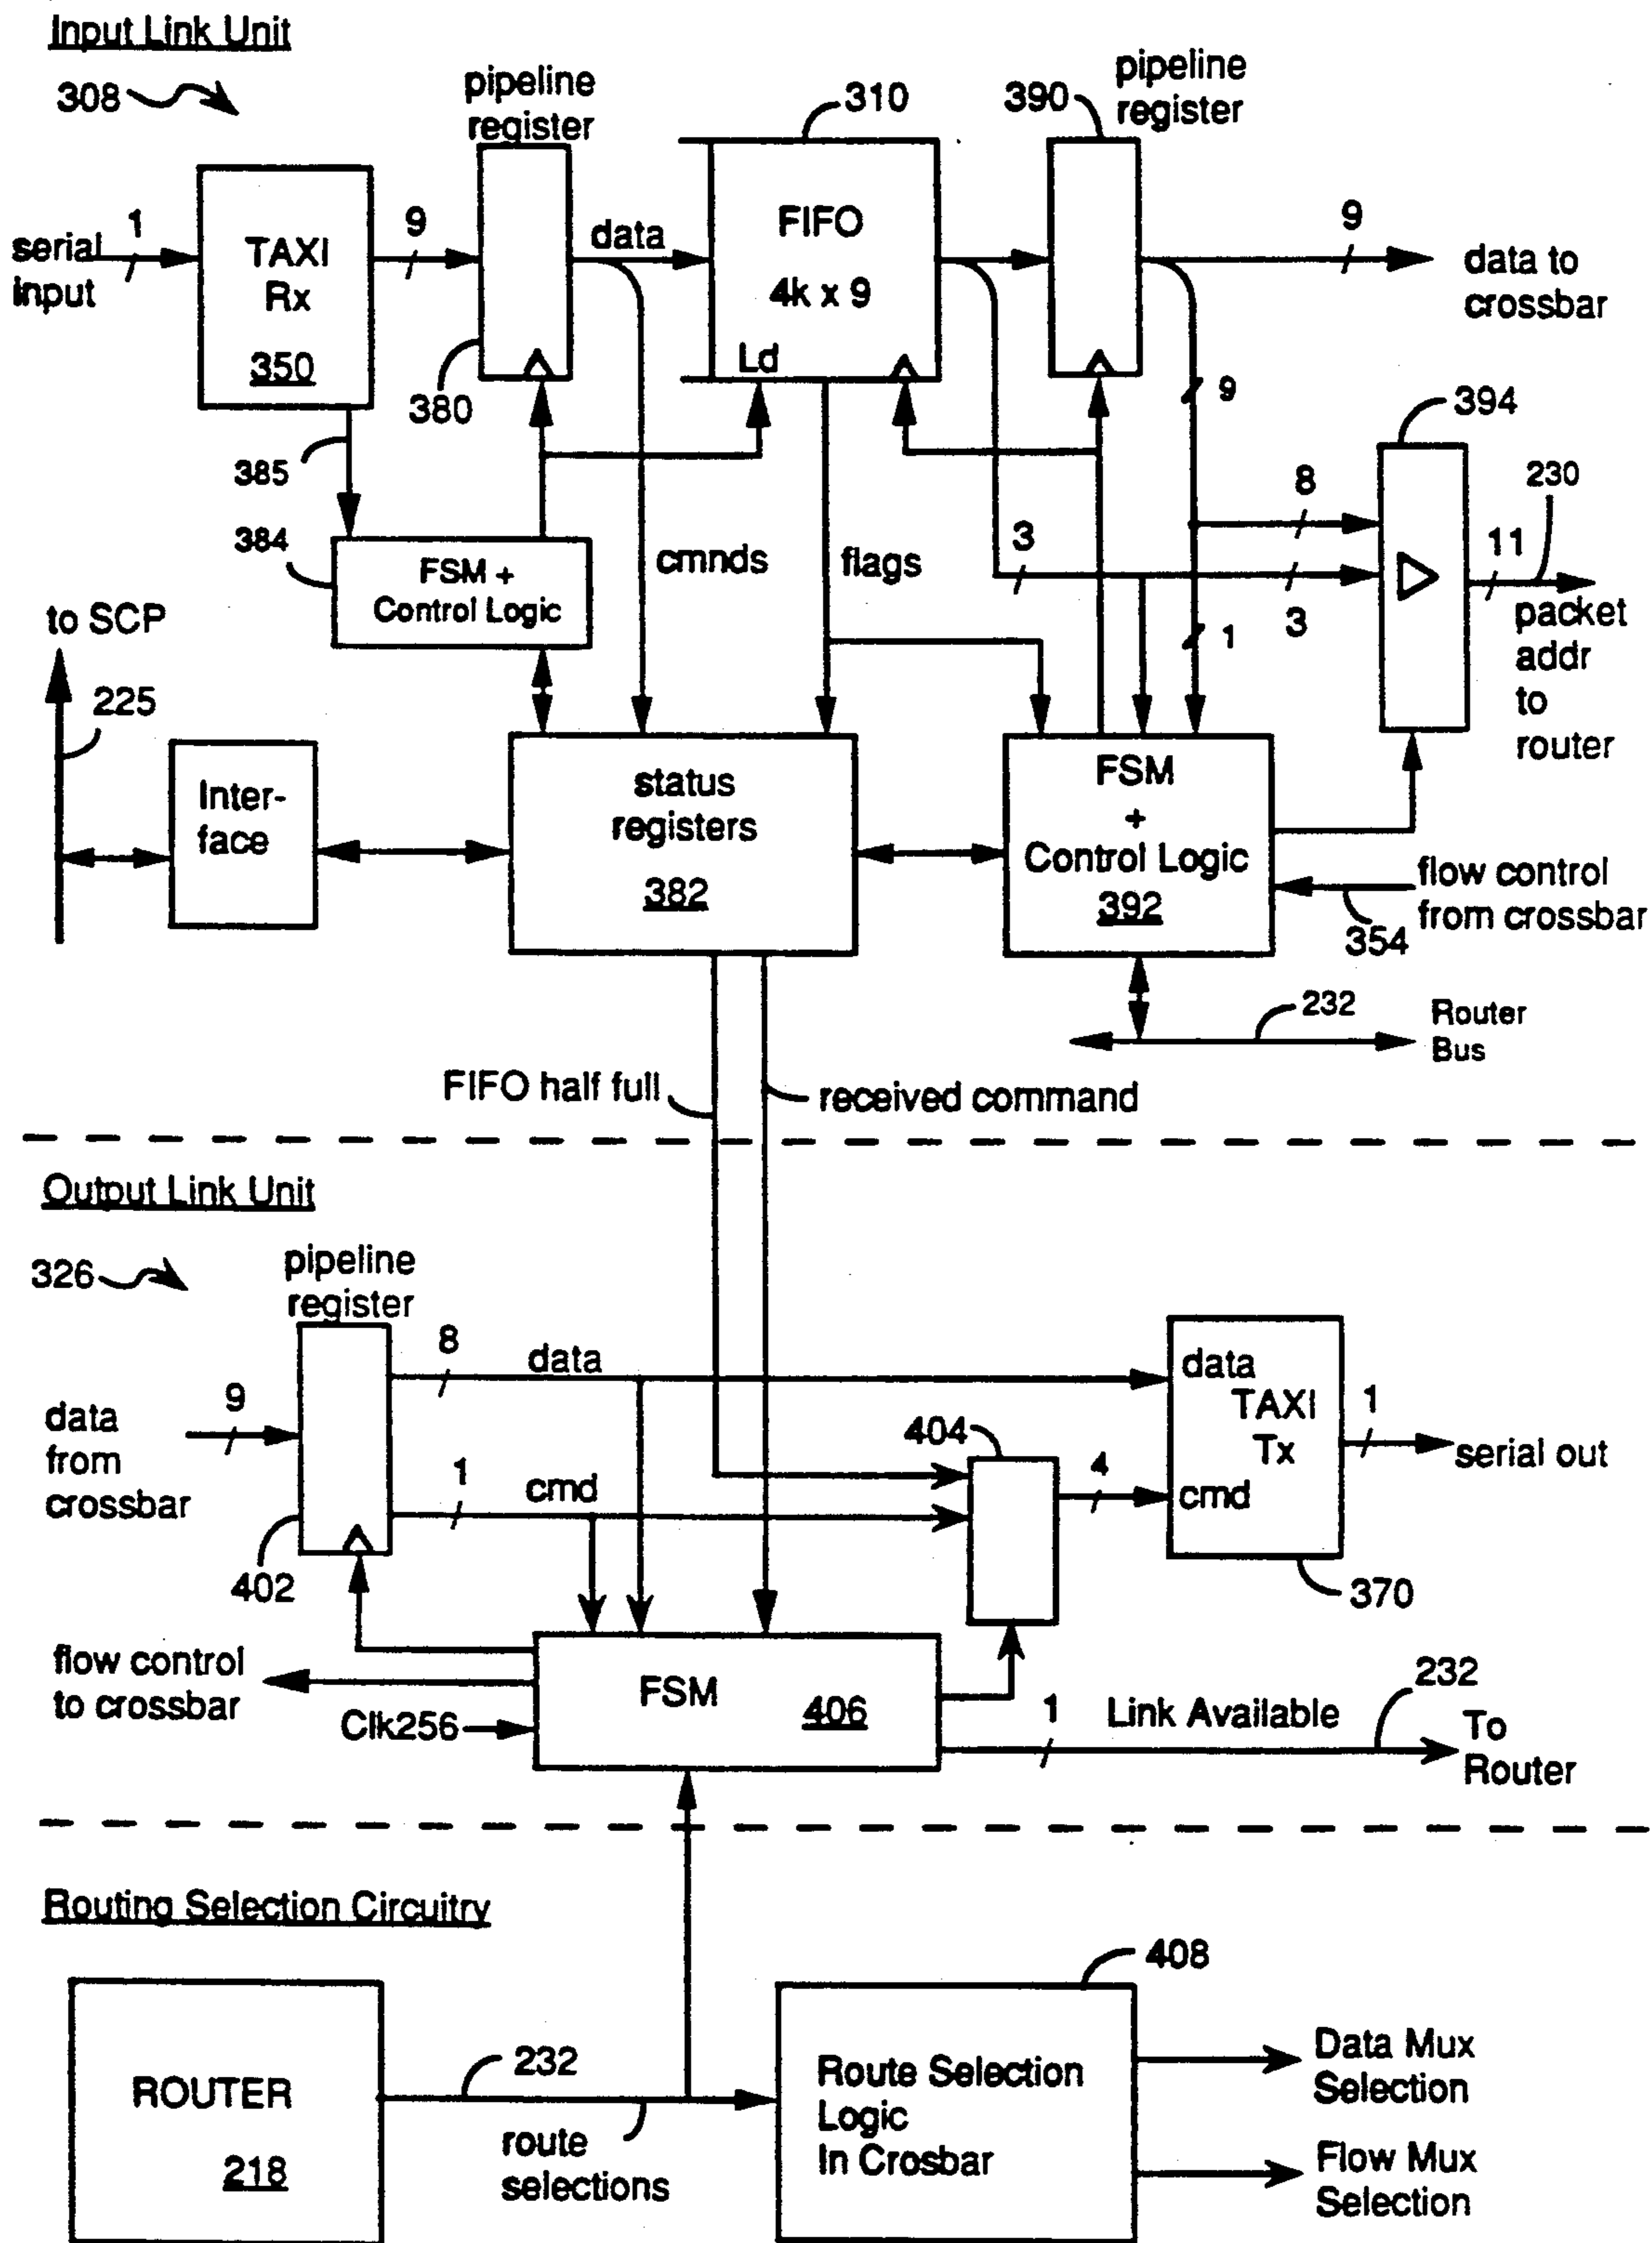 Input Link Unit
308
pipeline
register
310
390
pipeline
register
serial
input
1
TAXI
Rx
350
9
380
data
FIFO
4k x 9
Ld
9
data to
crossbar
9
394
385
384
FSM +
Control Logic
cmnds
flags
3
8
3
1
11
230
packet
addr
to
router
to SCP
225
Inter-
face
status
registers
382
FSM
+
Control Logic
392
flow control
from crossbar
354
232
Router
Bus
FIFO half full
received command
Output Link Unit
326
pipeline
register
8
data
9
data
from
crossbar
1
cmd
402
404
4
data
TAXI
Tx
cmd
1
serial out
370
flow control
to crossbar
Clk256
FSM
406
1
Link Available
232
To
Router
Routing Selection Circuitry
408
ROUTER
218
232
route
selections
Route Selection
Logic
In Crosbar
Data Mux
Selection
Flow Mux
Selection